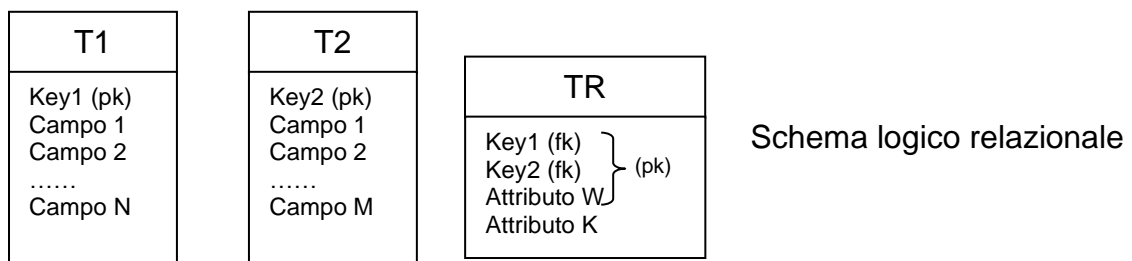 T1
Key1 (pk)
Campo 1
Campo 2
……
Campo N
T2
Key2 (pk)
Campo 1
Campo 2
……
Campo M
TR
Key1 (fk)
Key2 (fk)
Attributo W
(pk)
Attributo K
Schema logico relazionale